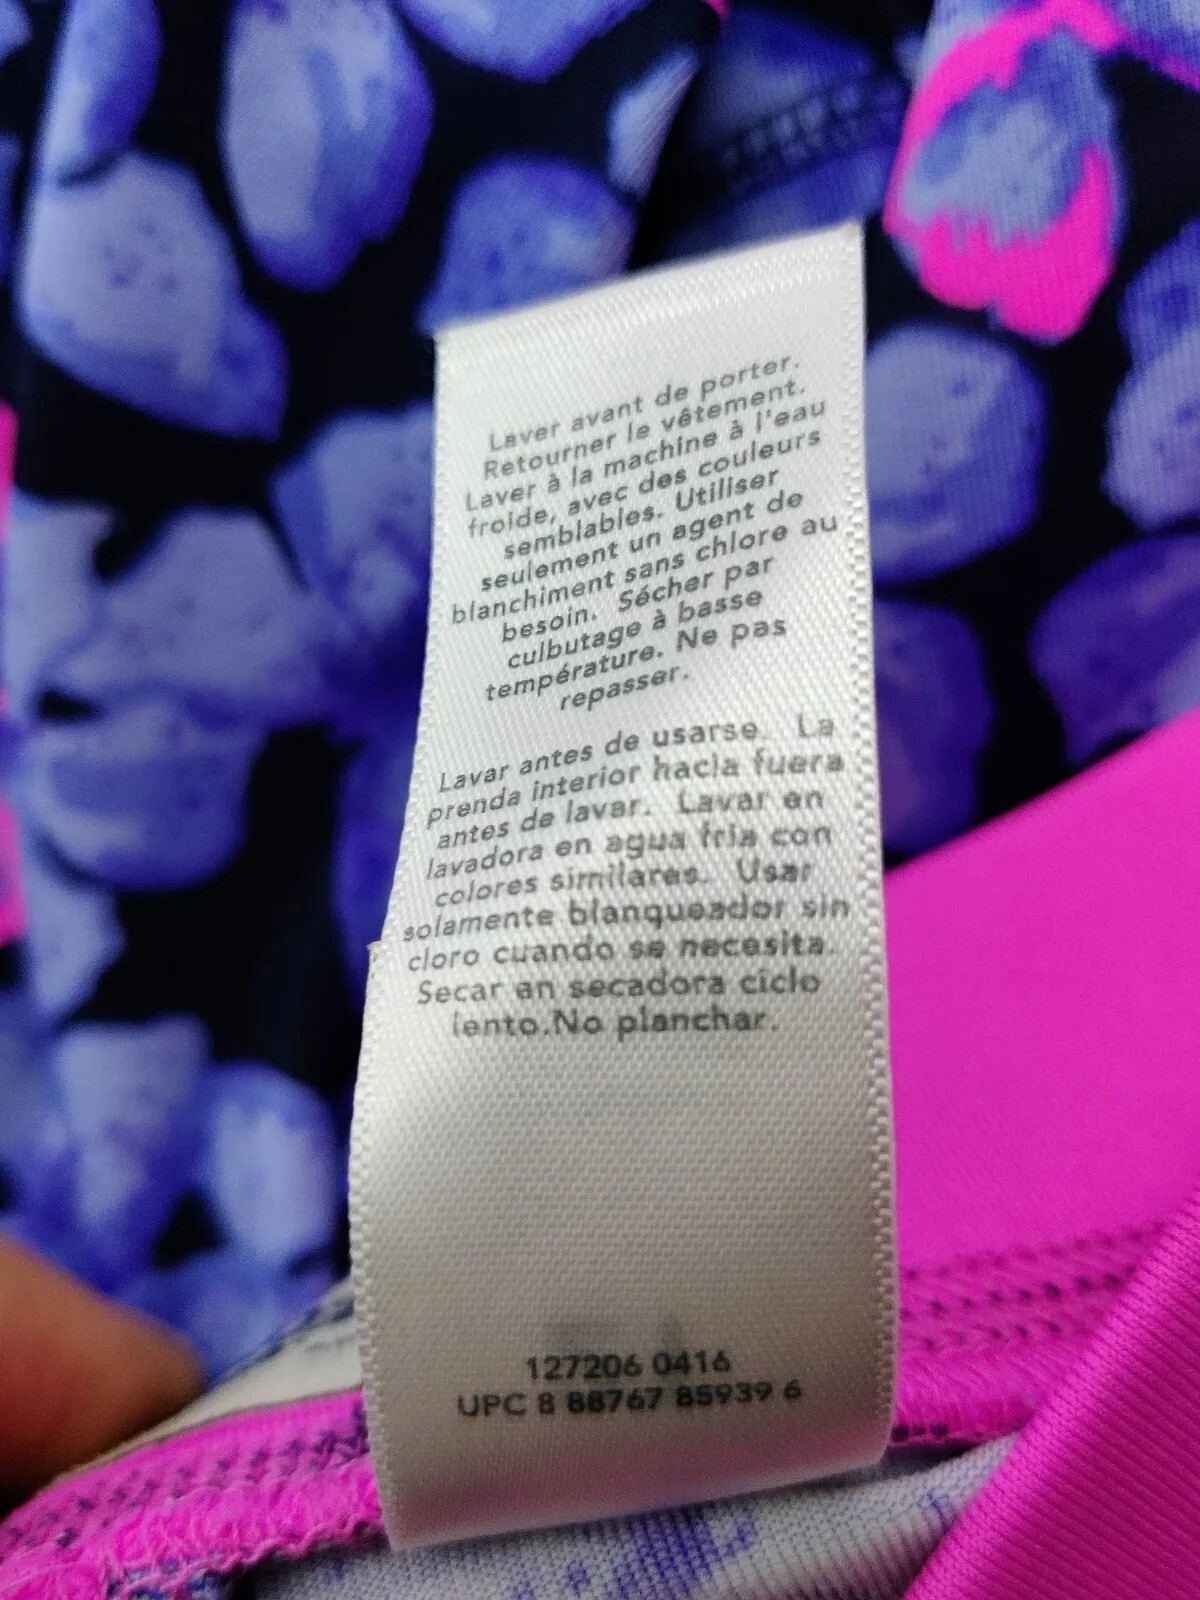 Laver avant de porter.
Retourner le vêtement.
Laver à la machine à l'eau
froide, avec des couleurs
semblables. Utiliser
seulement un agent de
blanchiment sans chlore au
besoin. Sécher par
culbutage à basse
température. Ne pas
repasser.
Lavar antes de usarse. La
prenda interior hacia fuera
antes de lavar. Lavar en
lavadora en agua fria con
colores similares. Usar
solamente blanqueador sin
cloro cuando se necesita.
Secar en secadora ciclo
lento.No planchar.
127206 0416
UPC 8 88767 85939 6